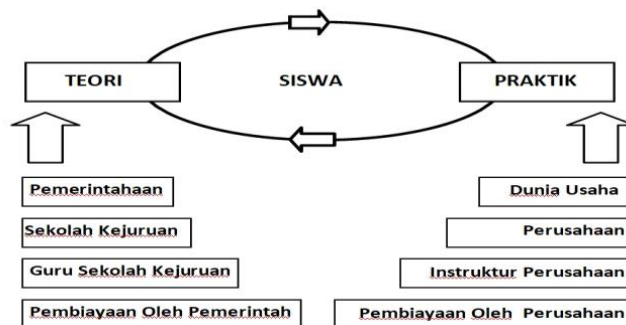 TEORI
SISWA
PRAKTIK
Pemerintahaan
Dunia Usaha
Sekolah Kejuruan
Perusahaan
Guru Sekolah Kejuruan
Instruktur Perusahaan
Pembiayaan Oleh Pemerintah
Pembiayaan Oleh Perusahaan